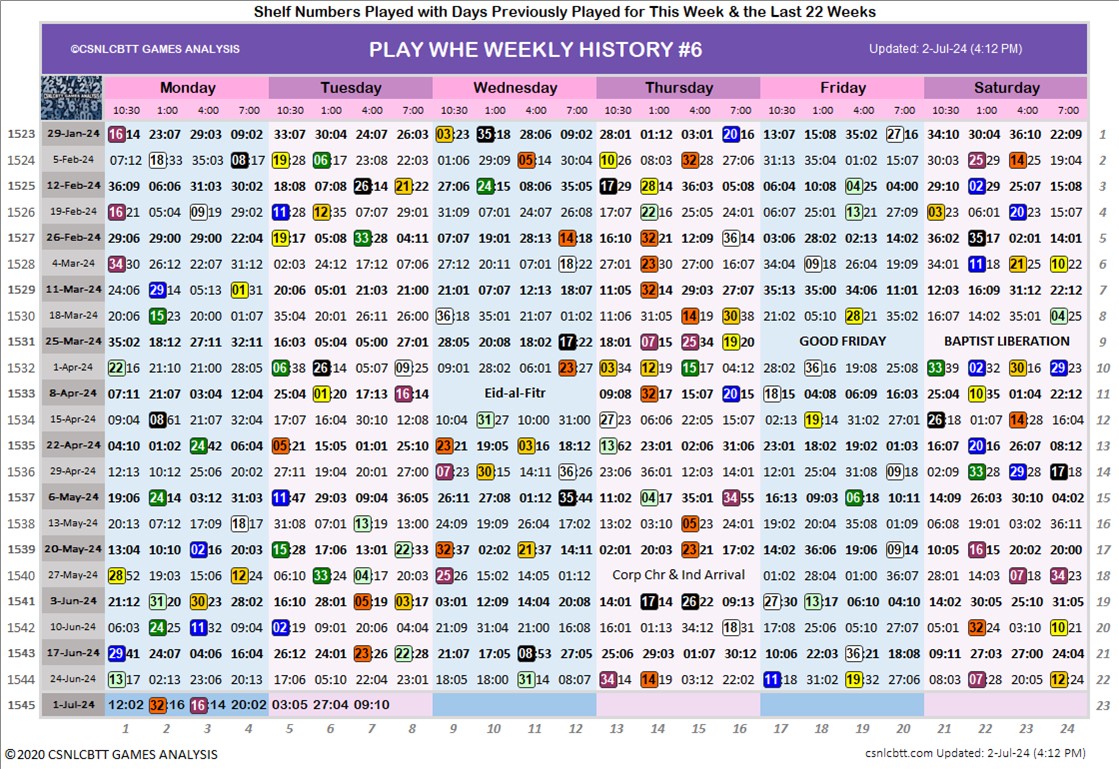 Shelf Numbers Played with Days Previously Played for This Week & the Last 22 Weeks
©CSNLCBTT GAMES ANALYSIS PLAY WHE WEEKLY HISTORY #6 Updated: 2-Jul-24 (4:12 PM)
Monday Tuesday Wednesday Thursday Friday Saturday
10:30 1:00 4:00 7:00 10:30 1:00 4:00 7:00 10:30 1:00 4:00 7:00 10:30 1:00 4:00 7:00 10:30 1:00 4:00 7:00 10:30 1:00 4:00 7:00
1523 29-Jan-24 16:14 23:07 29:03 09:02 33:07 30:04 24:07 26:03 03:23 35:18 28:06 09:02 28:01 01:12 03:01 20:16 13:07 15:08 35:02 27:16 34:10 30:04 36:10 22:09 1
1524 5-Feb-24 07:12 18:33 35:03 08:17 19:28 06:17 23:08 22:03 01:06 29:09 05:14 30:04 10:26 08:03 32:28 27:06 31:13 35:04 01:02 15:07 30:03 25:29 14:23 19:04 2
1525 12-Feb-24 36:09 06:06 31:03 30:02 18:08 07:08 26:14 21:22 27:06 10:24 08:06 35:05 17:29 28:14 36:03 05:08 06:04 10:08 04:25 04:00 29:10 02:29 25:07 15:08 3
1526 19-Feb-24 16:21 05:04 09:19 29:02 11:28 12:35 07:07 29:01 31:09 07:01 24:07 26:08 17:07 22:16 25:05 24:01 06:07 25:01 13:21 27:09 03:23 06:01 20:23 15:07 4
1527 26-Feb-24 29:06 29:00 29:00 22:04 19:17 05:08 33:28 04:11 07:07 19:01 28:13 14:18 16:10 32:21 12:09 36:14 03:06 28:02 02:13 14:02 36:02 35:17 02:01 14:01 5
1528 4-Mar-24 34:30 26:12 22:07 31:12 02:03 24:12 17:12 07:06 27:12 20:11 07:01 18:22 27:01 23:30 27:00 17:08 34:04 09:18 26:04 19:09 34:01 11:18 21:25 10:22 6
1529 11-Mar-24 24:06 29:14 05:13 01:31 20:06 05:01 21:03 21:00 21:01 07:07 12:13 18:07 11:05 32:14 29:03 27:07 35:13 35:00 34:06 11:01 12:03 16:09 31:12 22:12 7
1530 18-Mar-24 20:06 15:23 20:00 01:07 35:04 20:01 26:11 26:00 36:18 35:01 21:07 01:02 11:06 31:05 14:19 30:38 21:02 05:10 28:21 35:02 16:07 14:02 35:01 04:25 8
1531 25-Mar-24 35:02 18:12 27:11 32:11 16:03 05:04 05:00 27:01 28:05 20:08 18:02 17:22 18:01 07:15 25:34 19:20 GOOD FRIDAY BAPTIST LIBERATION 9
1532 1-Apr-24 22:16 21:10 21:00 28:05 06:38 26:14 05:07 09:25 09:01 28:02 06:01 23:27 03:34 12:19 15:17 04:12 28:02 36:16 19:08 25:08 33:39 02:32 30:16 29:23 10
1533 8-Apr-24 07:11 21:07 03:04 12:04 25:04 01:20 17:13 16:14 Eid-al-Fitr 09:08 32:17 15:07 20:15 18:15 04:08 06:09 16:03 25:04 10:35 01:04 22:12 11
1534 15-Apr-24 09:04 08:61 21:07 32:04 17:07 16:04 30:10 12:08 10:04 31:27 10:00 31:00 27:23 06:06 22:05 15:07 02:13 19:14 31:02 27:01 26:18 01:07 14:28 16:04 12
1535 22-Apr-24 04:10 01:02 24:42 06:04 05:21 15:05 01:01 25:10 23:21 19:05 03:16 18:12 13:62 23:01 02:06 31:06 23:01 18:02 19:01 01:03 16:07 20:16 26:07 08:12 13
1536 29-Apr-24 12:13 10:12 25:06 20:02 27:11 19:04 20:01 27:00 07:23 30:15 14:11 36:26 23:06 36:01 12:03 14:01 12:01 25:04 31:08 09:18 02:09 33:28 29:28 17:18 14
1537 6-May-24 19:06 24:14 03:12 31:03 11:47 29:03 09:04 36:05 26:11 27:08 01:12 35:44 11:02 04:17 35:01 34:55 16:13 09:03 06:18 10:11 14:09 26:03 30:10 04:02 15
1538 13-May-24 20:13 07:12 17:09 18:17 31:08 07:01 13:19 13:00 24:09 19:09 26:04 17:02 13:02 03:10 05:23 24:01 19:02 20:04 35:08 01:09 06:08 19:01 03:02 36:11 16
1539 20-May-24 13:04 10:10 02:16 20:03 15:28 17:06 13:01 22:33 32:37 02:02 21:37 14:11 02:01 20:03 23:21 17:02 14:08 36:06 19:06 09:14 10:05 16:15 20:02 20:00 17
1540 27-May-24 28:52 19:03 15:06 12:24 06:10 33:24 04:17 20:03 25:26 15:02 14:05 01:12 Corp Chr & Ind Arrival 01:02 28:04 01:00 36:07 28:01 14:03 07:18 34:23 18
1541 3-Jun-24 21:12 31:20 30:23 28:02 16:10 28:01 05:19 03:17 03:01 12:09 14:04 20:08 14:01 17:14 26:22 09:13 27:30 13:17 06:10 04:10 14:02 30:05 25:10 31:05 19
1542 10-Jun-24 06:03 24:25 11:32 09:04 02:19 09:01 20:06 04:04 21:09 31:04 21:00 16:08 16:01 01:13 34:12 18:31 17:08 25:06 10:10 07:07 22:05 32:24 03:10 10:21 20
1543 17-Jun-24 29:41 24:07 04:06 16:04 26:12 24:01 23:26 22:28 21:07 17:05 08:53 27:05 25:06 29:03 01:07 30:12 10:06 22:03 36:21 18:08 09:11 27:03 27:00 24:04 21
1544 24-Jun-24 13:17 02:13 23:06 20:13 17:06 05:10 22:04 23:01 18:05 18:00 31:14 08:07 34:14 14:19 03:12 22:02 11:18 31:02 19:32 27:06 08:03 07:28 20:05 12:24 22
1545 1-Jul-24 12:02 32:16 16:14 20:02 03:05 27:04 09:10 23
1 2 3 4 5 6 7 8 9 10 11 12 13 14 15 16 17 18 19 20 21 22 23 24
©2020 CSNLCBTT GAMES ANALYSIS csnlcbtt.com Updated: 2-Jul-24 (4:12 PM)